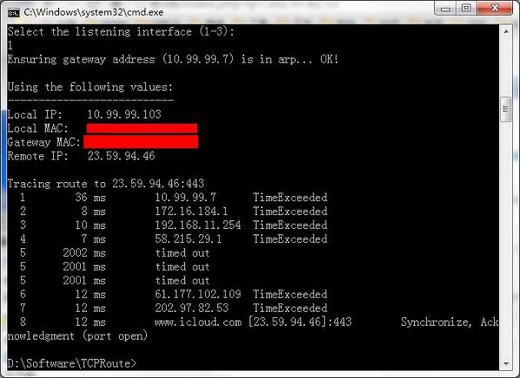 C:\Windows\system32\cmd.exe
Select the listening interface (1-3):
1
Ensuring gateway address (10.99.99.7) is in arp... OK!
Using the following values:
---------------------------
Local IP: 10.99.99.103
Local MAC:
Gateway MAC:
Remote IP: 23.59.94.46
Tracing route to 23.59.94.46:443
1 36 ms 10.99.99.7 TimeExceeded
2 8 ms 172.16.184.1 TimeExceeded
3 10 ms 192.168.11.254 TimeExceeded
4 7 ms 58.215.29.1 TimeExceeded
5 2002 ms timed out
5 2001 ms timed out
5 2001 ms timed out
6 12 ms 61.177.102.109 TimeExceeded
7 12 ms 202.97.82.53 TimeExceeded
8 12 ms www.icloud.com [23.59.94.46]:443 Synchronize, Ack
nowledgment (port open)
D:\Software\TCPRoute>